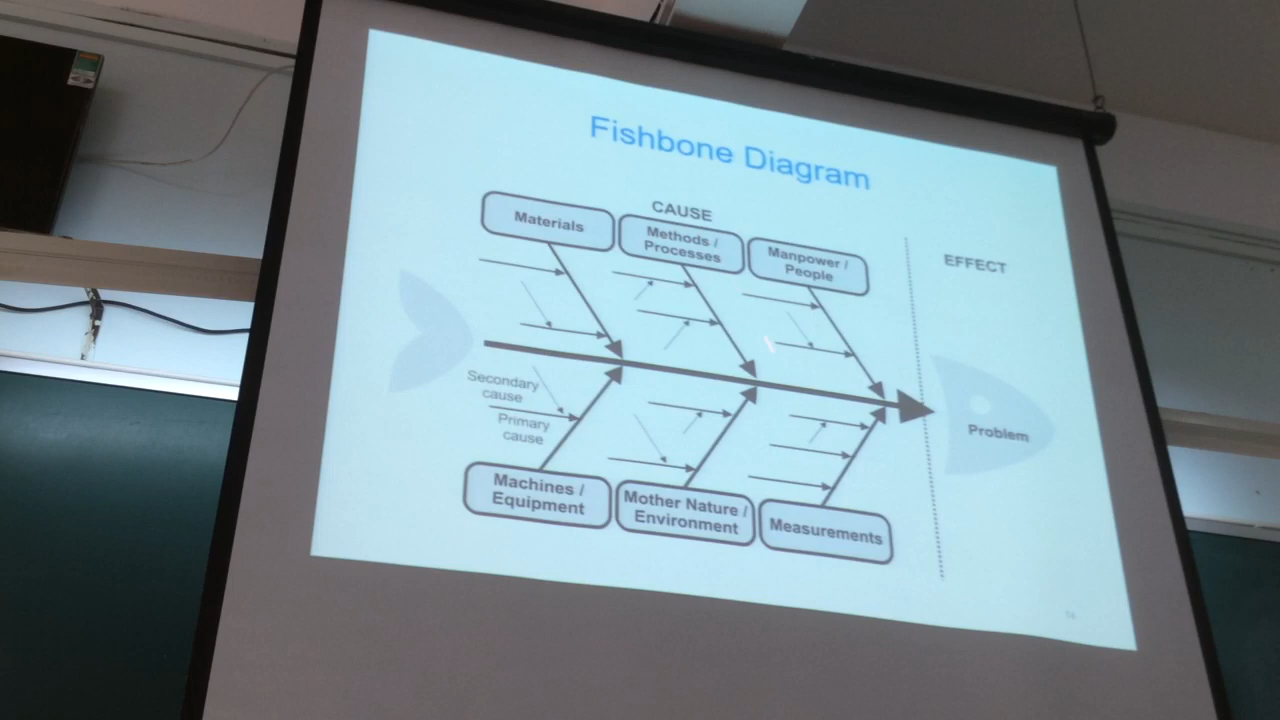 Fishbone Diagram
CAUSE
Materials
Methods /
Processes
Manpower /
People
EFFECT
Secondary
cause
Primary
cause
Problem
Machines /
Equipment
Mother Nature /
Environment
Measurements